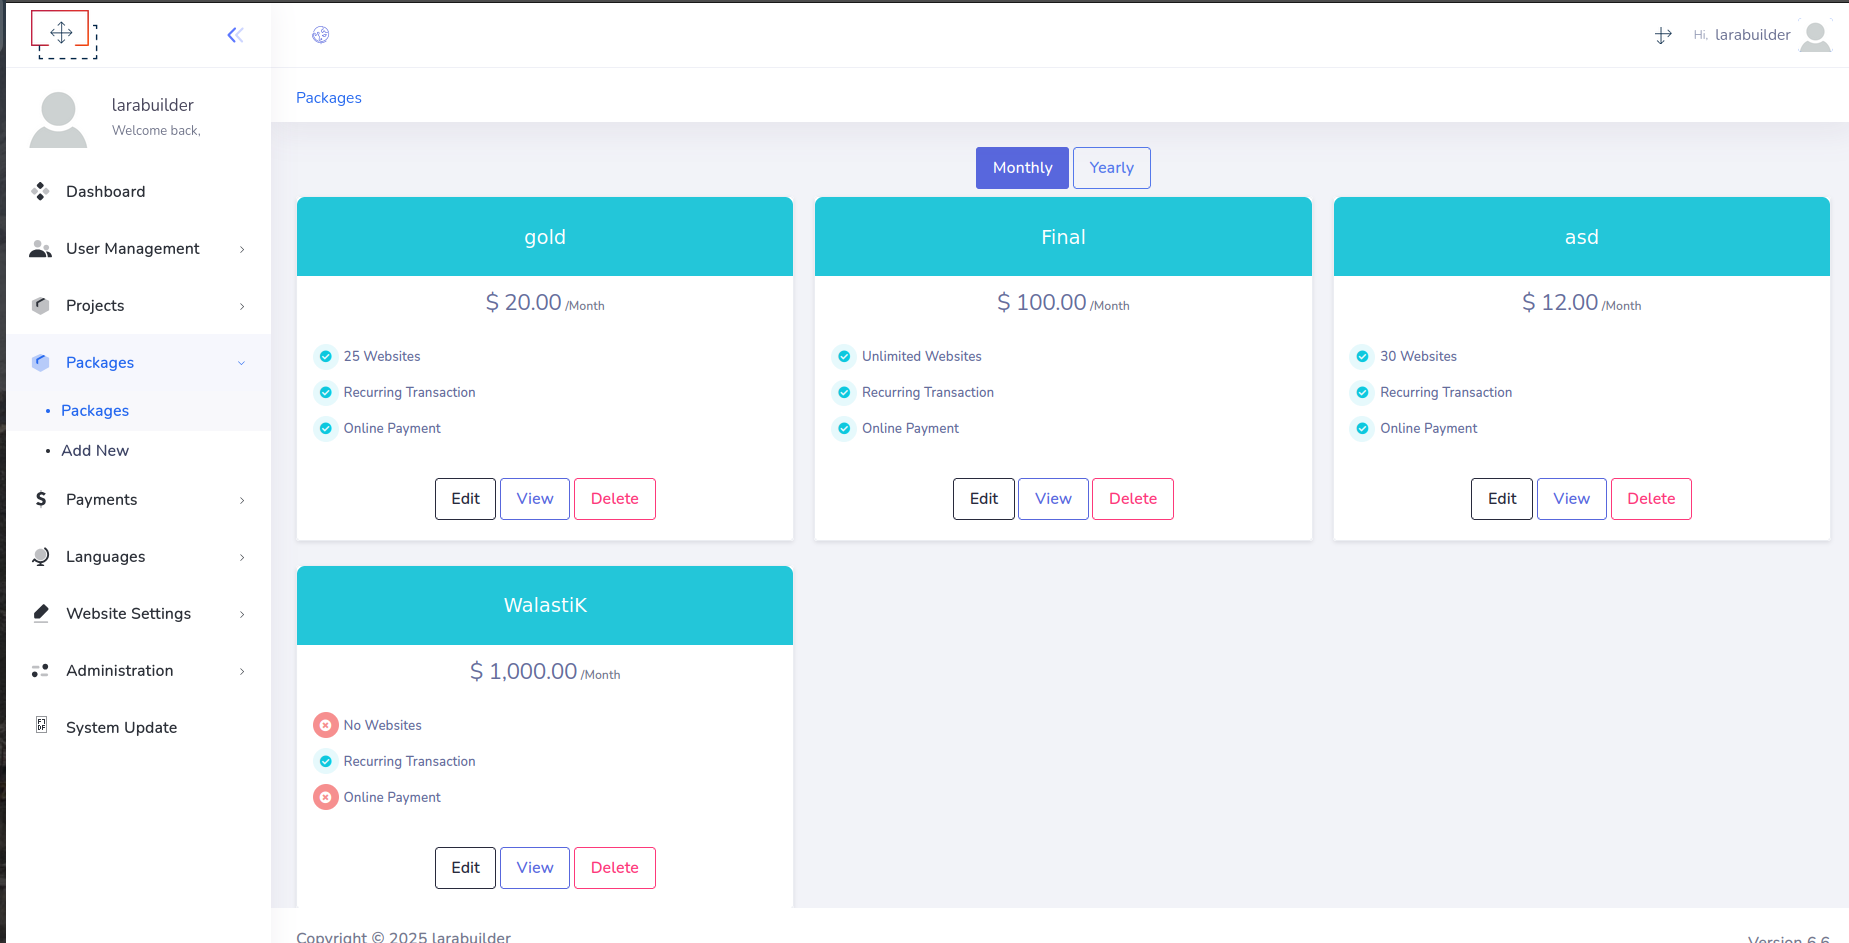 Hi, larabuilder
larabuilder
Welcome back,
Dashboard
User Management
Projects
Packages
Packages
Add New
Payments
Languages
Website Settings
Administration
System Update
Packages
Monthly
Yearly
gold
$ 20.00 /Month
25 Websites
Recurring Transaction
Online Payment
Edit
View
Delete
Final
$ 100.00 /Month
Unlimited Websites
Recurring Transaction
Online Payment
Edit
View
Delete
asd
$ 12.00 /Month
30 Websites
Recurring Transaction
Online Payment
Edit
View
Delete
WalastiK
$ 1,000.00 /Month
No Websites
Recurring Transaction
Online Payment
Edit
View
Delete
Copyright © 2025 larabuilder
Version 6.6